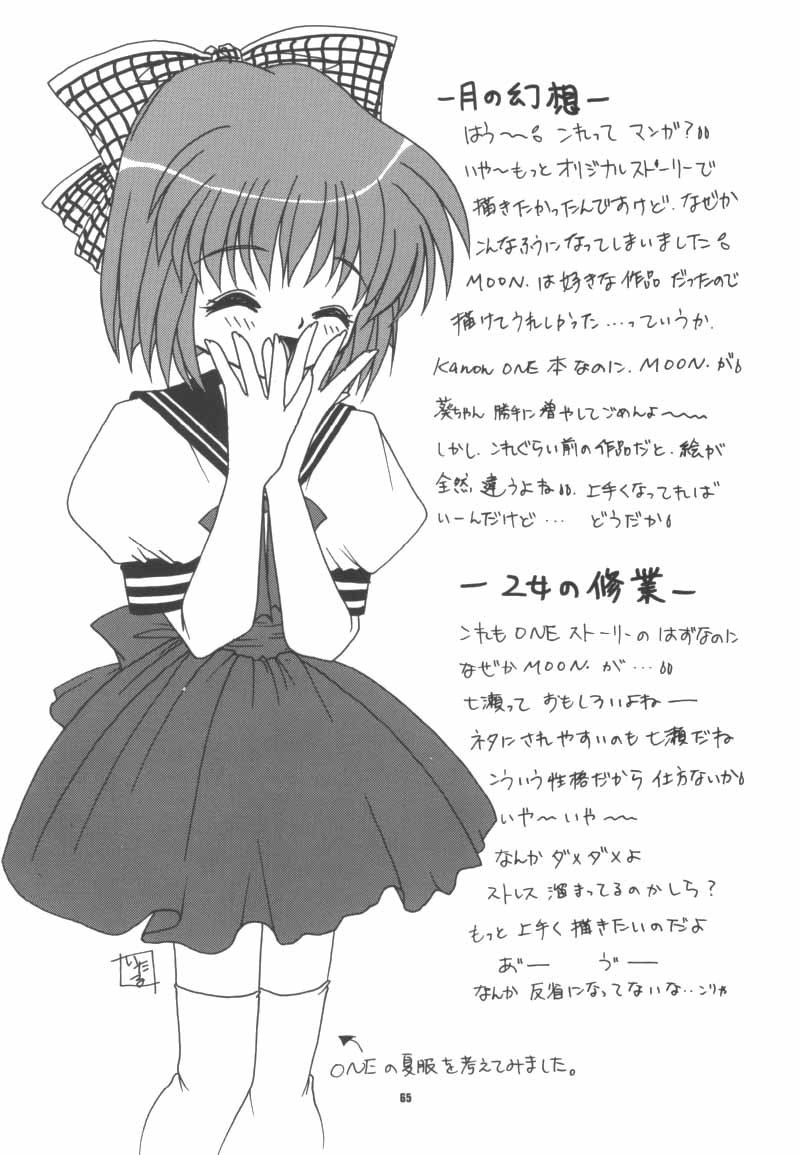 ー月の幻想ー
はう〜〜。これって マンガ?
いや〜もっと オリジナルストーリーで
描きたかったんですけど、なぜか
こんなふうになってしまいました。
MOON. は好きな作品 だったので
描けてうれしかった…っていうか、
Kanon ONE 本 なのに、MOON. が
葵ちゃん 勝手に増やしてごめんよ〜〜
しかし、これぐらい前の作品だと、絵が
全然、違うよね。上手くなってれば
いーんだけど… どうだか
ー 乙女の修業 ー
これも ONE ストーリーの はずなのに
なぜか MOON. が…
七瀬って おもしろいよねー
ネタにされやすいのも 七瀬だね
こういう性格だから 仕方ないか
いや〜 いや〜
なんか ダメダメよ
ストレス 溜まってるのかしら?
もっと 上手く 描きたいのだよ
あ゛ー う゛ー
なんか 反省になってないな‥こりゃ
いたる
ONEの夏服を考えてみました。
65